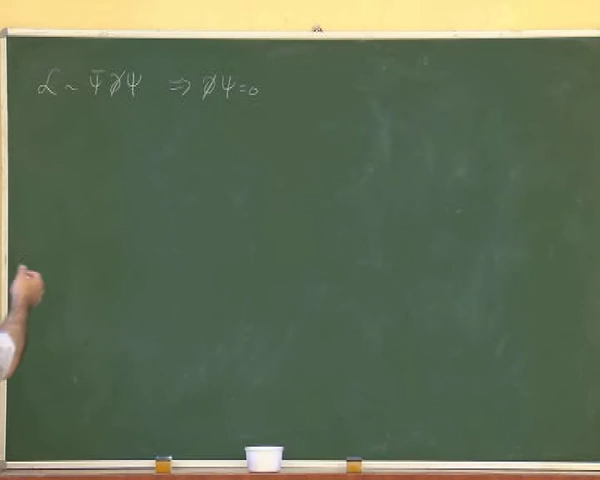 ℒ ~ Ψ̄ ∂̸ Ψ ⇒ ∂̸ Ψ = 0